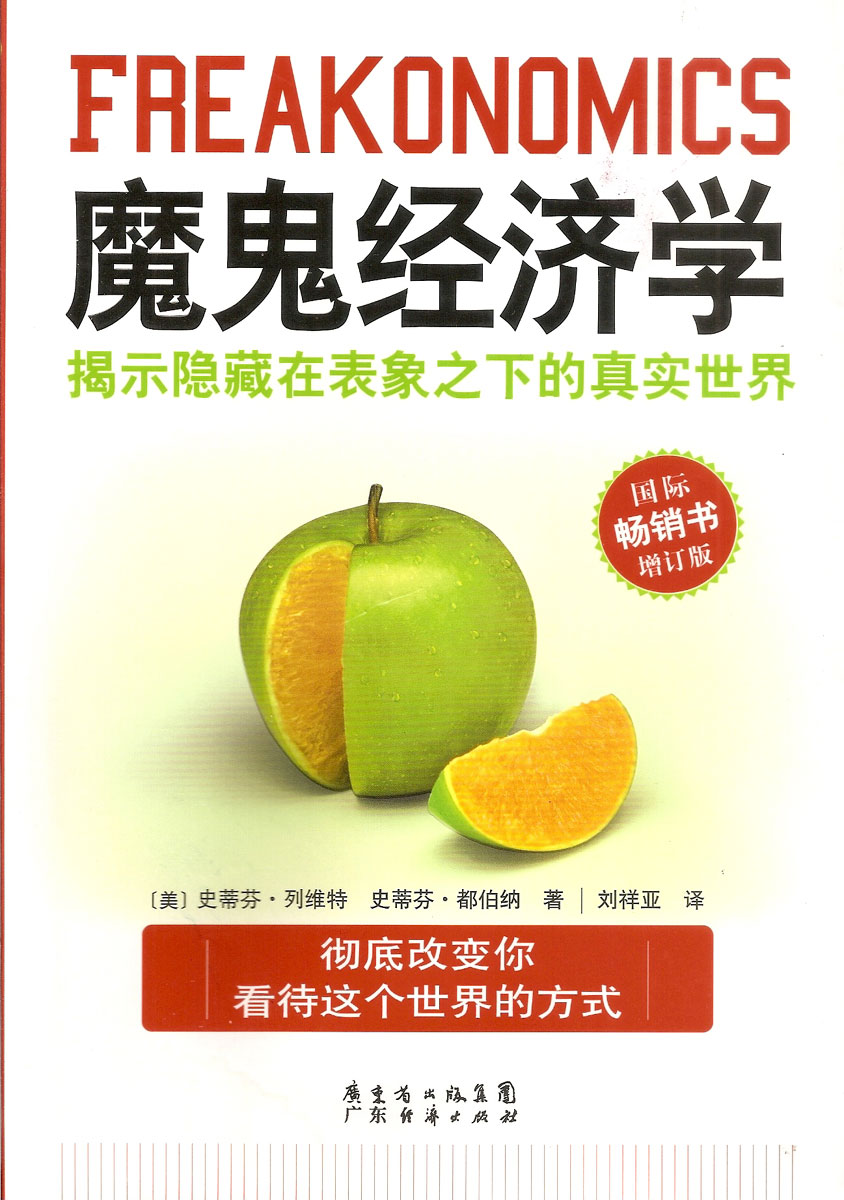 FREAKONOMICS
魔鬼经济学
揭示隐藏在表象之下的真实世界
国际
畅销书
增订版
〔美〕史蒂芬·列维特 史蒂芬·都伯纳 著│刘祥亚 译
彻底改变你
看待这个世界的方式
廣東省出版集團
广东经济出版社